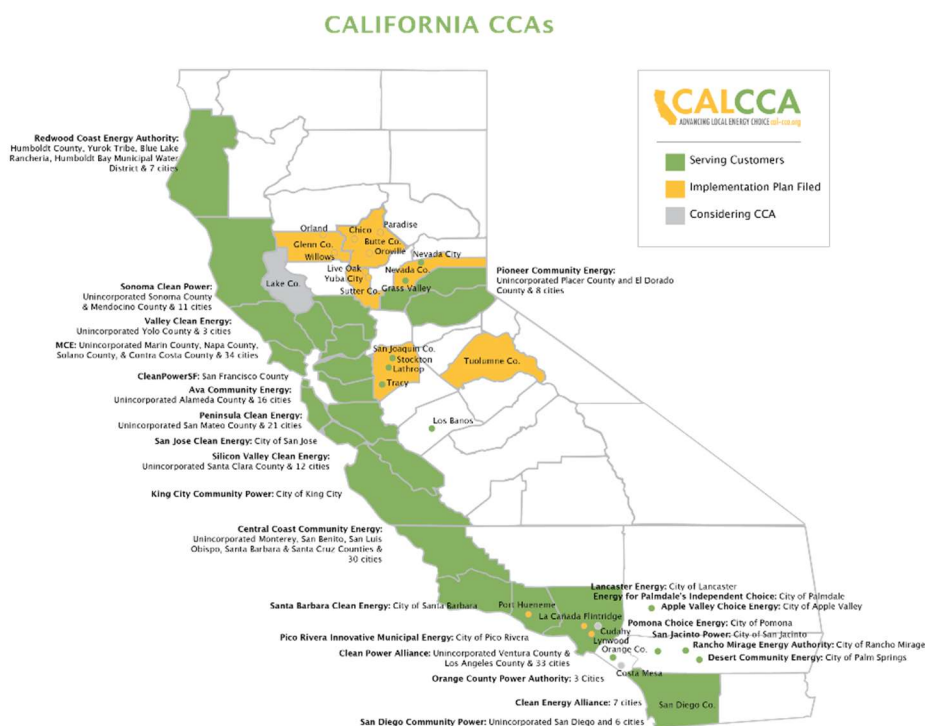 CALIFORNIA CCAs
CALCCA
ADVANCING LOCAL ENERGY CHOICE cal-cca.org
Serving Customers
Implementation Plan Filed
Considering CCA
Redwood Coast Energy Authority:
Humboldt County, Yurok Tribe, Blue Lake
Rancheria, Humboldt Bay Municipal Water
District & 7 cities
Orland
Chico
Paradise
Glenn Co.
Butte Co.
Willows
Oroville
Nevada City
Live Oak
Yuba City
Nevada Co.
Lake Co.
Sutter Co.
Grass Valley
Pioneer Community Energy:
Unincorporated Placer County and El Dorado
County & 8 cities
Sonoma Clean Power:
Unincorporated Sonoma County
& Mendocino County & 11 cities
Valley Clean Energy:
Unincorporated Yolo County & 3 cities
MCE: Unincorporated Marin County, Napa County,
Solano County, & Contra Costa County & 34 cities
San Joaquin Co.
Stockton
Lathrop
Tracy
Tuolumne Co.
CleanPowerSF: San Francisco County
Ava Community Energy:
Unincorporated Alameda County & 16 cities
Peninsula Clean Energy:
Unincorporated San Mateo County & 21 cities
Los Banos
San Jose Clean Energy: City of San Jose
Silicon Valley Clean Energy:
Unincorporated Santa Clara County & 12 cities
King City Community Power: City of King City
Central Coast Community Energy:
Unincorporated Monterey, San Benito, San Luis
Obispo, Santa Barbara & Santa Cruz Counties &
30 cities
Lancaster Energy: City of Lancaster
Energy for Palmdale's Independent Choice: City of Palmdale
Apple Valley Choice Energy: City of Apple Valley
Santa Barbara Clean Energy: City of Santa Barbara
Port Hueneme
La Canada Flintridge
Pomona Choice Energy: City of Pomona
Cudahy
San Jacinto Power: City of San Jacinto
Pico Rivera Innovative Municipal Energy: City of Pico Rivera
Lynwood
Rancho Mirage Energy Authority: City of Rancho Mirage
Orange Co.
Desert Community Energy: City of Palm Springs
Clean Power Alliance: Unincorporated Ventura County &
Los Angeles County & 33 cities
Costa Mesa
Orange County Power Authority: 3 Cities
Clean Energy Alliance: 7 cities
San Diego Co.
San Diego Community Power: Unincorporated San Diego and 6 cities